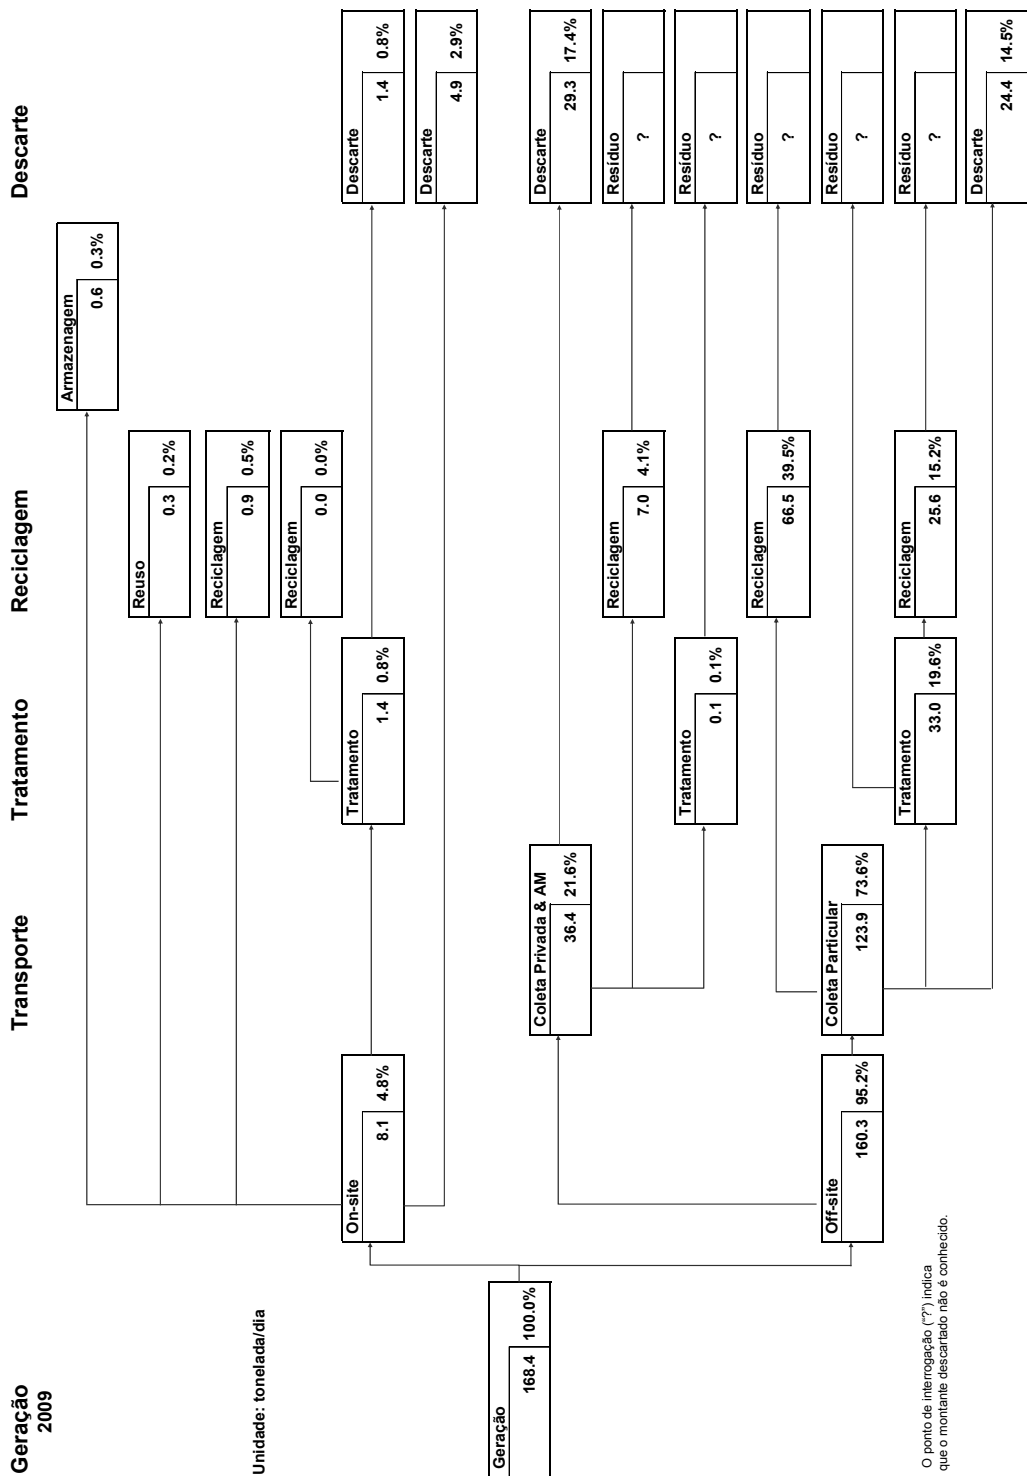 Geração
2009
Transporte
Tratamento
Reciclagem
Descarte
Unidade: tonelada/dia
Armazenagem
0.6 0.3%
Reuso
0.3 0.2%
Reciclagem
0.9 0.5%
Reciclagem
0.0 0.0%
On-site
8.1 4.8%
Tratamento
1.4 0.8%
Descarte
1.4 0.8%
Descarte
4.9 2.9%
Geração
168.4 100.0%
Coleta Privada & AM
36.4 21.6%
Descarte
29.3 17.4%
Reciclagem
7.0 4.1%
Resíduo
?
Tratamento
0.1 0.1%
Resíduo
?
Reciclagem
66.5 39.5%
Resíduo
?
Off-site
160.3 95.2%
Coleta Particular
123.9 73.6%
Resíduo
?
Tratamento
33.0 19.6%
Reciclagem
25.6 15.2%
Resíduo
?
Descarte
24.4 14.5%
O ponto de interrogação ("?") indica
que o montante descartado não é conhecido.